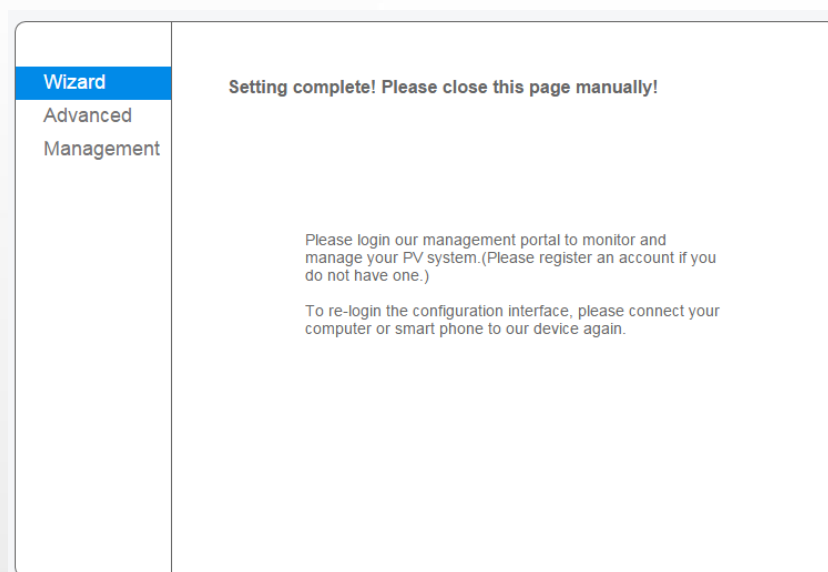 Wizard
Advanced
Management
Setting complete! Please close this page manually!
Please login our management portal to monitor and
manage your PV system.(Please register an account if you
do not have one.)
To re-login the configuration interface, please connect your
computer or smart phone to our device again.